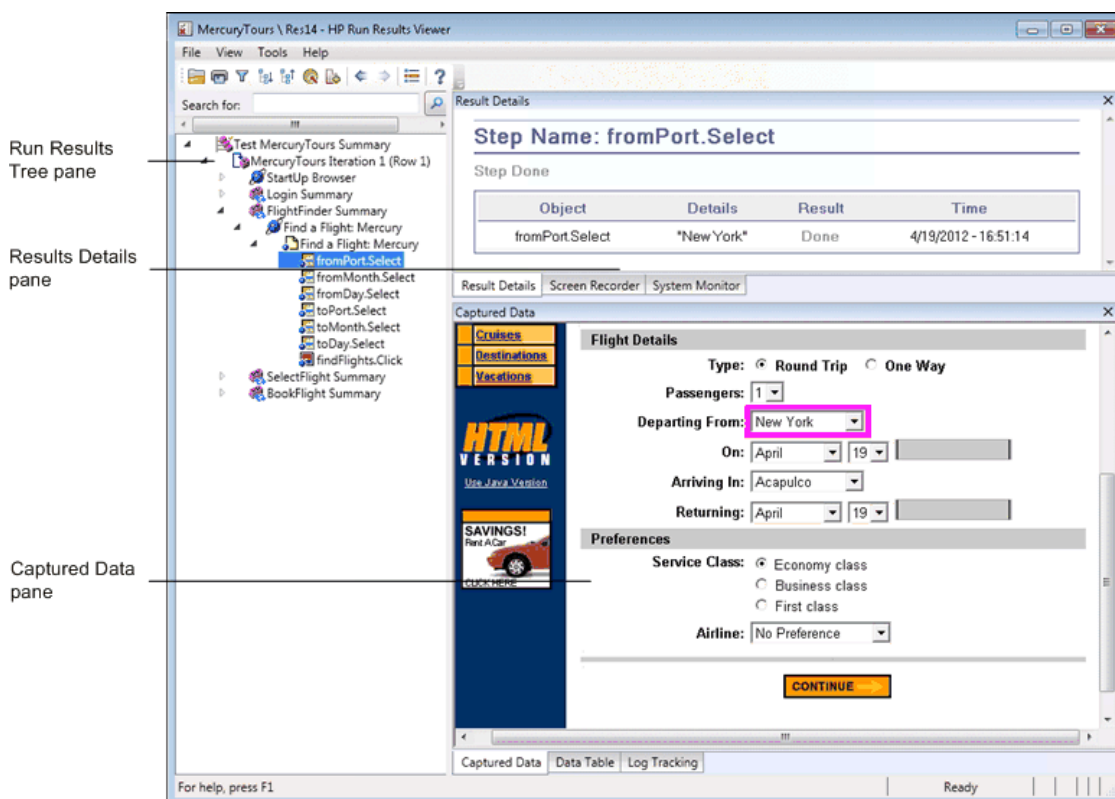 MercuryTours \ Res14 - HP Run Results Viewer
File View Tools Help
Search for:
Run Results
Tree pane
Test MercuryTours Summary
MercuryTours Iteration 1 (Row 1)
StartUp Browser
Login Summary
FlightFinder Summary
Find a Flight: Mercury
Find a Flight: Mercury
fromPort.Select
fromMonth.Select
fromDay.Select
toPort.Select
toMonth.Select
toDay.Select
findFlights.Click
SelectFlight Summary
BookFlight Summary
Results Details
pane
Result Details
Step Name: fromPort.Select
Step Done
Object Details Result Time
fromPort.Select "New York" Done 4/19/2012 - 16:51:14
Result Details Screen Recorder System Monitor
Captured Data
pane
Captured Data
Cruises
Destinations
Vacations
HTML
VERSION
Use Java Version
SAVINGS!
Rent A Car
CLICK HERE
Flight Details
Type: Round Trip One Way
Passengers: 1
Departing From: New York
On: April 19
Arriving In: Acapulco
Returning: April 19
Preferences
Service Class: Economy class
Business class
First class
Airline: No Preference
CONTINUE
Captured Data Data Table Log Tracking
For help, press F1
Ready